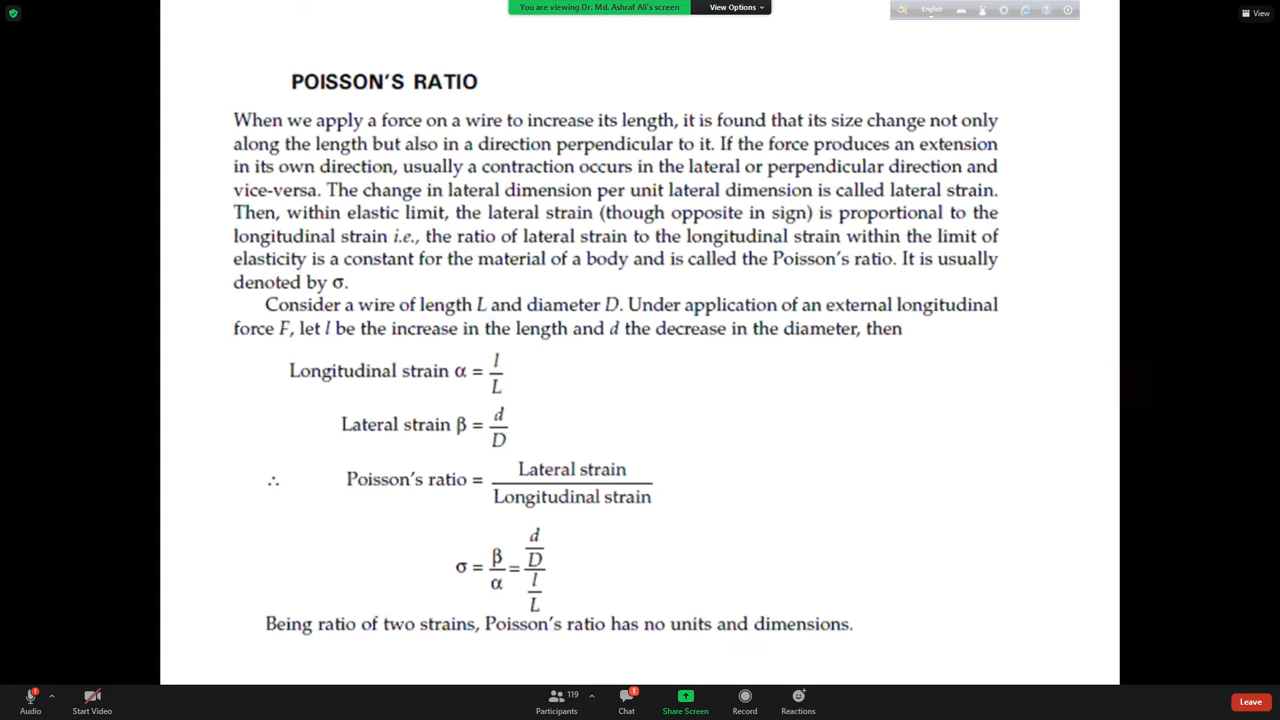 You are viewing Dr. Md. Ashraf Ali's screen
View Options
English
View
POISSON'S RATIO
When we apply a force on a wire to increase its length, it is found that its size change not only
along the length but also in a direction perpendicular to it. If the force produces an extension
in its own direction, usually a contraction occurs in the lateral or perpendicular direction and
vice-versa. The change in lateral dimension per unit lateral dimension is called lateral strain.
Then, within elastic limit, the lateral strain (though opposite in sign) is proportional to the
longitudinal strain i.e., the ratio of lateral strain to the longitudinal strain within the limit of
elasticity is a constant for the material of a body and is called the Poisson's ratio. It is usually
denoted by σ.
Consider a wire of length L and diameter D. Under application of an external longitudinal
force F, let l be the increase in the length and d the decrease in the diameter, then
Longitudinal strain α = l/L
Lateral strain β = d/D
∴ Poisson's ratio = Lateral strain / Longitudinal strain
σ = β/α = (d/D)/(l/L)
Being ratio of two strains, Poisson's ratio has no units and dimensions.
Audio
Start Video
119
Participants
1
Chat
Share Screen
Record
Reactions
Leave